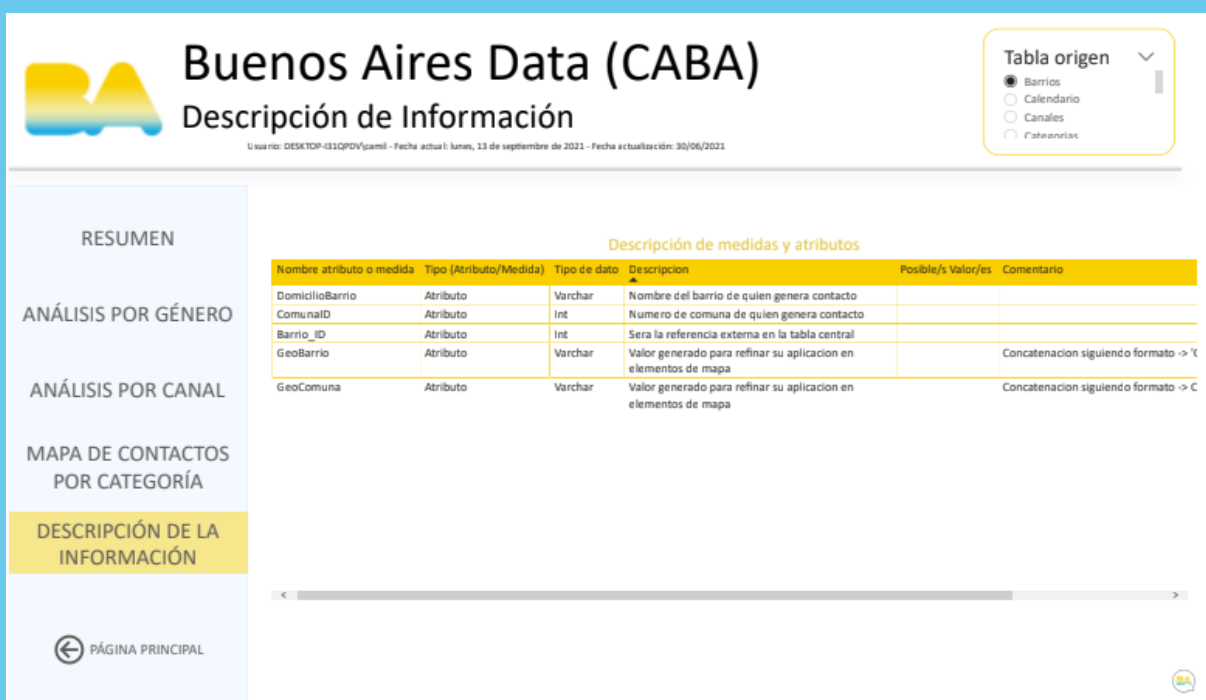 BA
Buenos Aires Data (CABA)
Descripción de Información
Usuario: DESKTOP-I31QPDV\camil - Fecha actual: lunes, 13 de septiembre de 2021 - Fecha actualización: 30/06/2021
Tabla origen
Barrios
Calendario
Canales
Categorias
RESUMEN
ANÁLISIS POR GÉNERO
ANÁLISIS POR CANAL
MAPA DE CONTACTOS
POR CATEGORÍA
DESCRIPCIÓN DE LA
INFORMACIÓN
PÁGINA PRINCIPAL
Descripción de medidas y atributos
Nombre atributo o medida Tipo (Atributo/Medida) Tipo de dato Descripcion Posible/s Valor/es Comentario
DomicilioBarrio Atributo Varchar Nombre del barrio de quien genera contacto
ComunaID Atributo Int Numero de comuna de quien genera contacto
Barrio_ID Atributo Int Sera la referencia externa en la tabla central
GeoBarrio Atributo Varchar Valor generado para refinar su aplicacion en Concatenacion siguiendo formato -> 'C
elementos de mapa
GeoComuna Atributo Varchar Valor generado para refinar su aplicacion en Concatenacion siguiendo formato -> C
elementos de mapa
BA